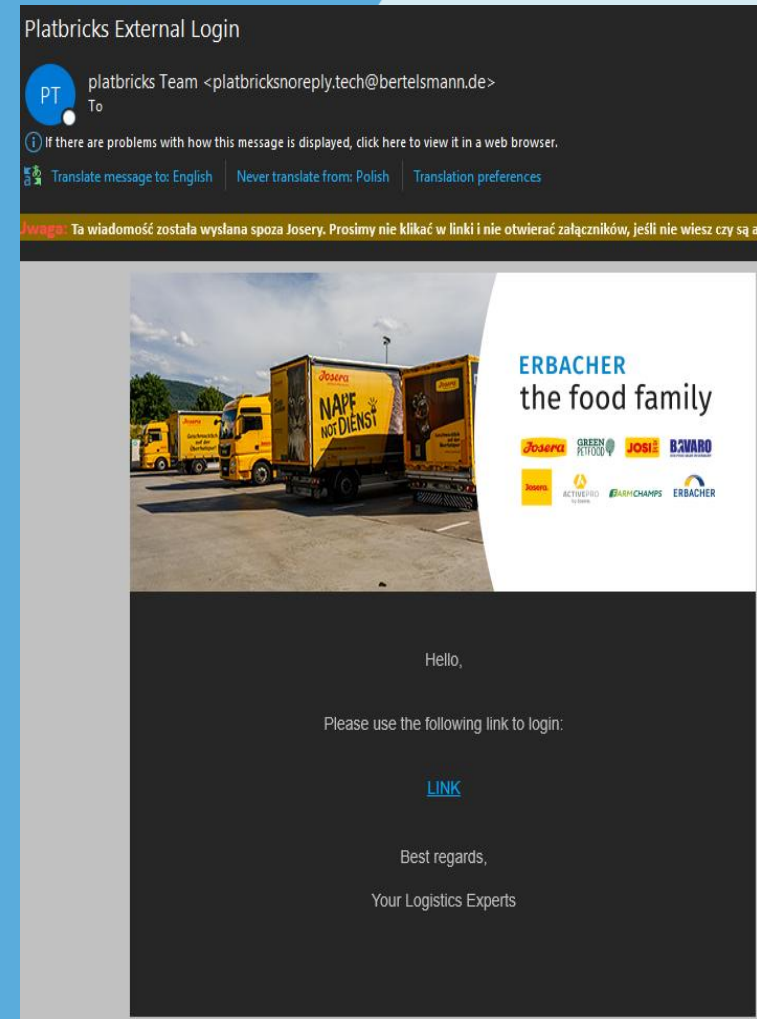 Platbricks External Login
PT
platbricks Team <platbricksnoreply.tech@bertelsmann.de>
To
If there are problems with how this message is displayed, click here to view it in a web browser.
Translate message to: English
Never translate from: Polish
Translation preferences
Uwaga: Ta wiadomość została wysłana spoza Josery. Prosimy nie klikać w linki i nie otwierać załączników, jeśli nie wiesz czy są a
Josera
NAPF
NOT DIENST
ERBACHER
the food family
Josera GREEN PETFOOD JOSI BAVARO
Josera ACTIVEPRO FARMCHAMPS ERBACHER
Hello,
Please use the following link to login:
LINK
Best regards,
Your Logistics Experts